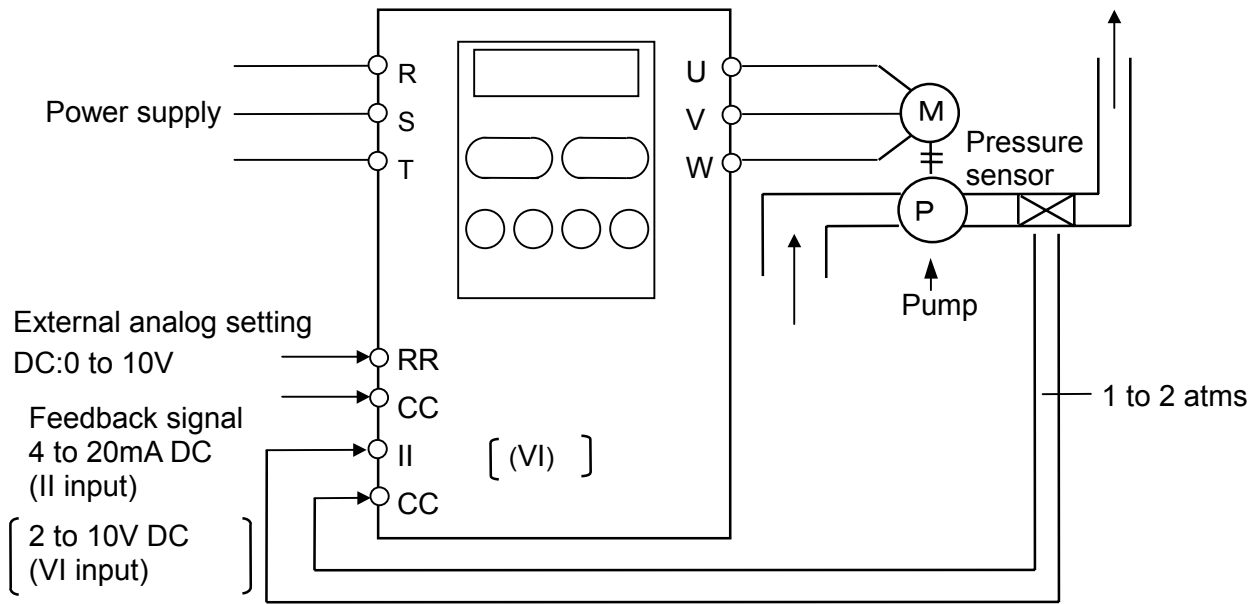 Power supply
R
S
T
U
V
W
M
Pressure
sensor
P
Pump
External analog setting
DC:0 to 10V
RR
CC
Feedback signal
4 to 20mA DC
(II input)
II
(VI)
CC
2 to 10V DC
(VI input)
1 to 2 atms